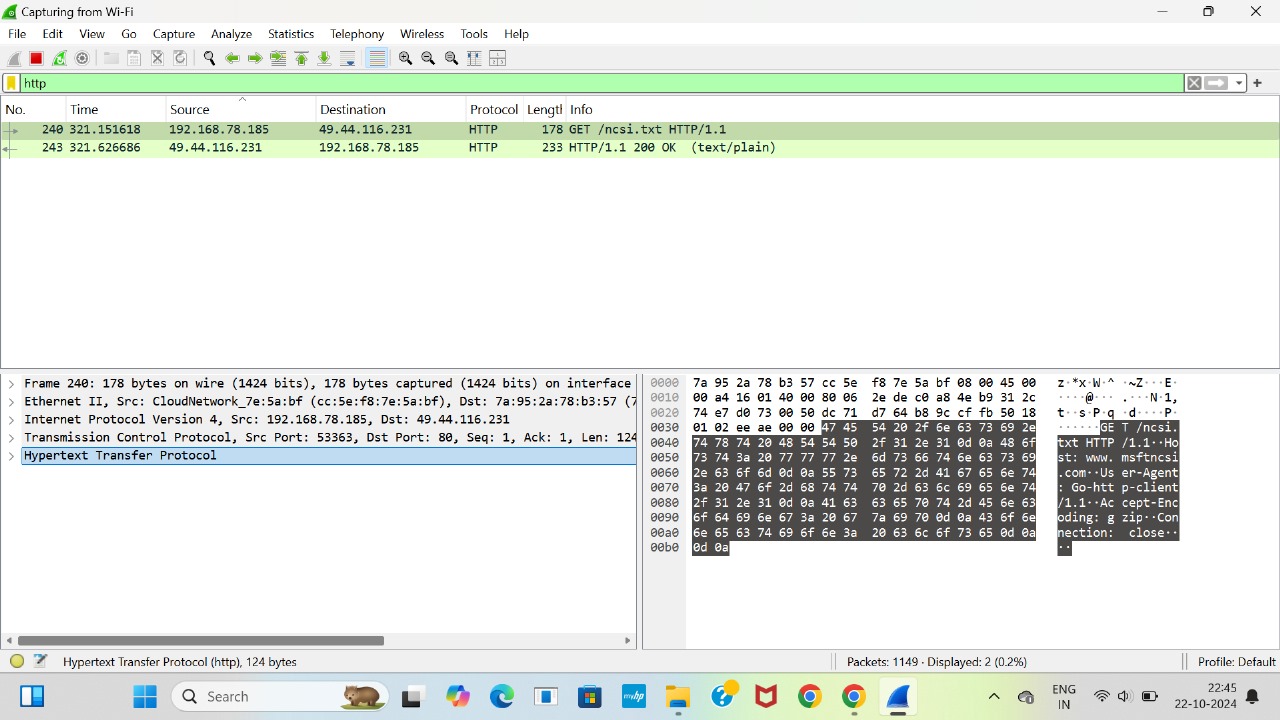 Capturing from Wi-Fi
File Edit View Go Capture Analyze Statistics Telephony Wireless Tools Help
http
No. Time Source Destination Protocol Length Info
240 321.151618 192.168.78.185 49.44.116.231 HTTP 178 GET /ncsi.txt HTTP/1.1
243 321.626686 49.44.116.231 192.168.78.185 HTTP 233 HTTP/1.1 200 OK (text/plain)
Frame 240: 178 bytes on wire (1424 bits), 178 bytes captured (1424 bits) on interface
Ethernet II, Src: CloudNetwork_7e:5a:bf (cc:5e:f8:7e:5a:bf), Dst: 7a:95:2a:78:b3:57 (7
Internet Protocol Version 4, Src: 192.168.78.185, Dst: 49.44.116.231
Transmission Control Protocol, Src Port: 53363, Dst Port: 80, Seq: 1, Ack: 1, Len: 124
Hypertext Transfer Protocol
0000 7a 95 2a 78 b3 57 cc 5e f8 7e 5a bf 08 00 45 00 z·*x·W·^ ·~Z···E·
0010 00 a4 16 01 40 00 80 06 2e de c0 a8 4e b9 31 2c ····@··· .···N·1,
0020 74 e7 d0 73 00 50 dc 71 d7 64 b8 9c cf fb 50 18 t··s·P·q ·d····P·
0030 01 02 ee ae 00 00 47 45 54 20 2f 6e 63 73 69 2e ······GE T /ncsi.
0040 74 78 74 20 48 54 54 50 2f 31 2e 31 0d 0a 48 6f txt HTTP /1.1··Ho
0050 73 74 3a 20 77 77 77 2e 6d 73 66 74 6e 63 73 69 st: www. msftncsi
0060 2e 63 6f 6d 0d 0a 55 73 65 72 2d 41 67 65 6e 74 .com··Us er-Agent
0070 3a 20 47 6f 2d 68 74 74 70 2d 63 6c 69 65 6e 74 : Go-htt p-client
0080 2f 31 2e 31 0d 0a 41 63 63 65 70 74 2d 45 6e 63 /1.1··Ac cept-Enc
0090 6f 64 69 6e 67 3a 20 67 7a 69 70 0d 0a 43 6f 6e oding: g zip··Con
00a0 6e 65 63 74 69 6f 6e 3a 20 63 6c 6f 73 65 0d 0a nection: close··
00b0 0d 0a ··
Hypertext Transfer Protocol (http), 124 bytes
Packets: 1149 · Displayed: 2 (0.2%)
Profile: Default
Search
myhp
ENG
IN
22:45
22-10-2024